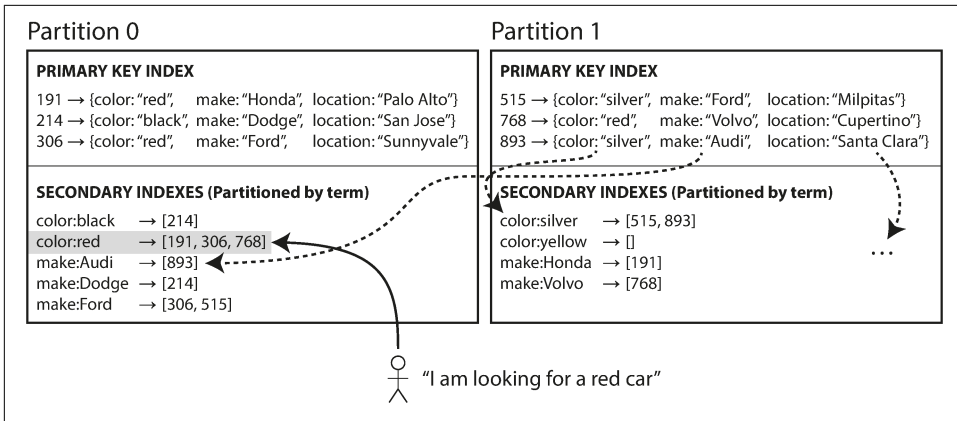 Partition 0
PRIMARY KEY INDEX
191 → {color: “red”, make: “Honda”, location: “Palo Alto”}
214 → {color: “black”, make: “Dodge”, location: “San Jose”}
306 → {color: “red”, make: “Ford”, location: “Sunnyvale”}
SECONDARY INDEXES (Partitioned by term)
color:black → [214]
color:red → [191, 306, 768]
make:Audi → [893]
make:Dodge → [214]
make:Ford → [306, 515]
Partition 1
PRIMARY KEY INDEX
515 → {color: “silver”, make: “Ford”, location: “Milpitas”}
768 → {color: “red”, make: “Volvo”, location: “Cupertino”}
893 → {color: “silver”, make: “Audi”, location: “Santa Clara”}
SECONDARY INDEXES (Partitioned by term)
color:silver → [515, 893]
color:yellow → []
make:Honda → [191]
make:Volvo → [768]
...
“I am looking for a red car”